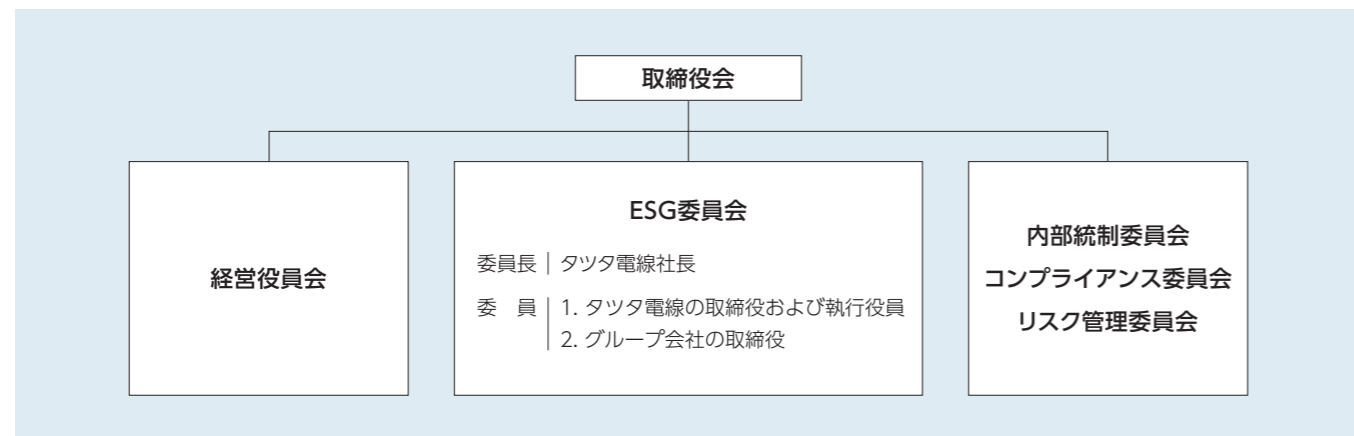 取締役会
経営役員会
ESG委員会
委員長 タツタ電線社長
委　員 1. タツタ電線の取締役および執行役員
2. グループ会社の取締役
内部統制委員会
コンプライアンス委員会
リスク管理委員会